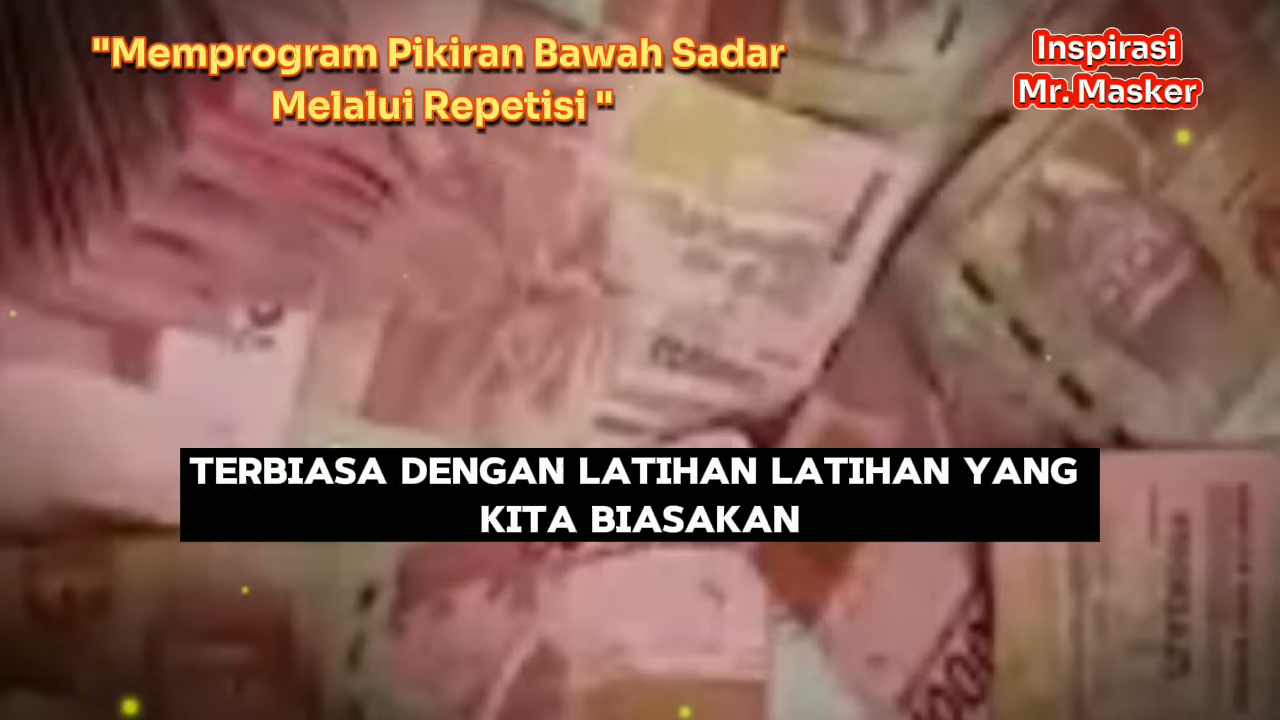 "Memprogram Pikiran Bawah Sadar
Melalui Repetisi "
Inspirasi
Mr. Masker
TERBIASA DENGAN LATIHAN LATIHAN YANG
KITA BIASAKAN